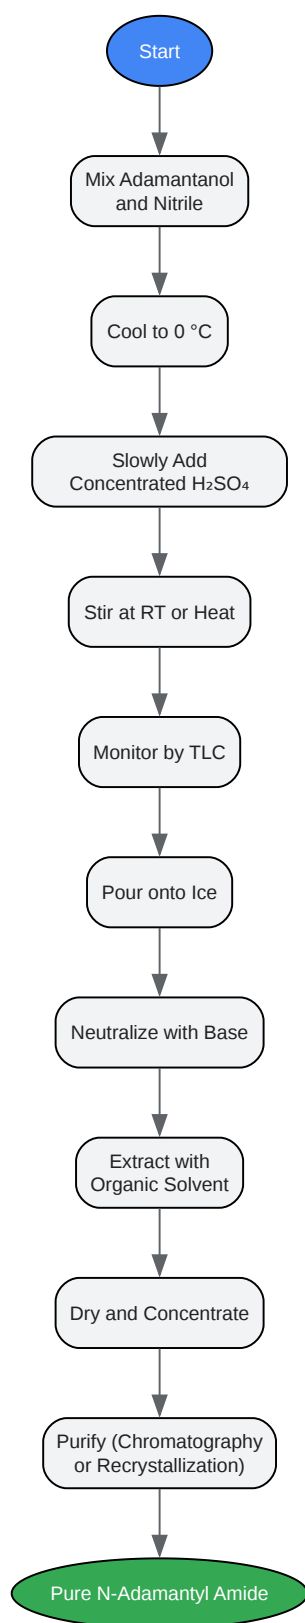 Start
Mix Adamantanol
and Nitrile
Cool to 0 °C
Slowly Add
Concentrated H₂SO₄
Stir at RT or Heat
Monitor by TLC
Pour onto Ice
Neutralize with Base
Extract with
Organic Solvent
Dry and Concentrate
Purify (Chromatography
or Recrystallization)
Pure N-Adamantyl Amide